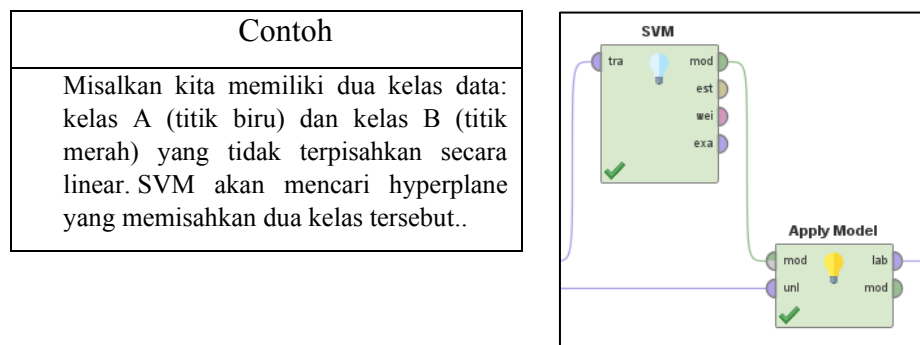 Contoh
Misalkan kita memiliki dua kelas data:
kelas A (titik biru) dan kelas B (titik
merah) yang tidak terpisahkan secara
linear. SVM akan mencari hyperplane
yang memisahkan dua kelas tersebut..
SVM
tra mod
est
wei
exa
Apply Model
mod lab
unl mod